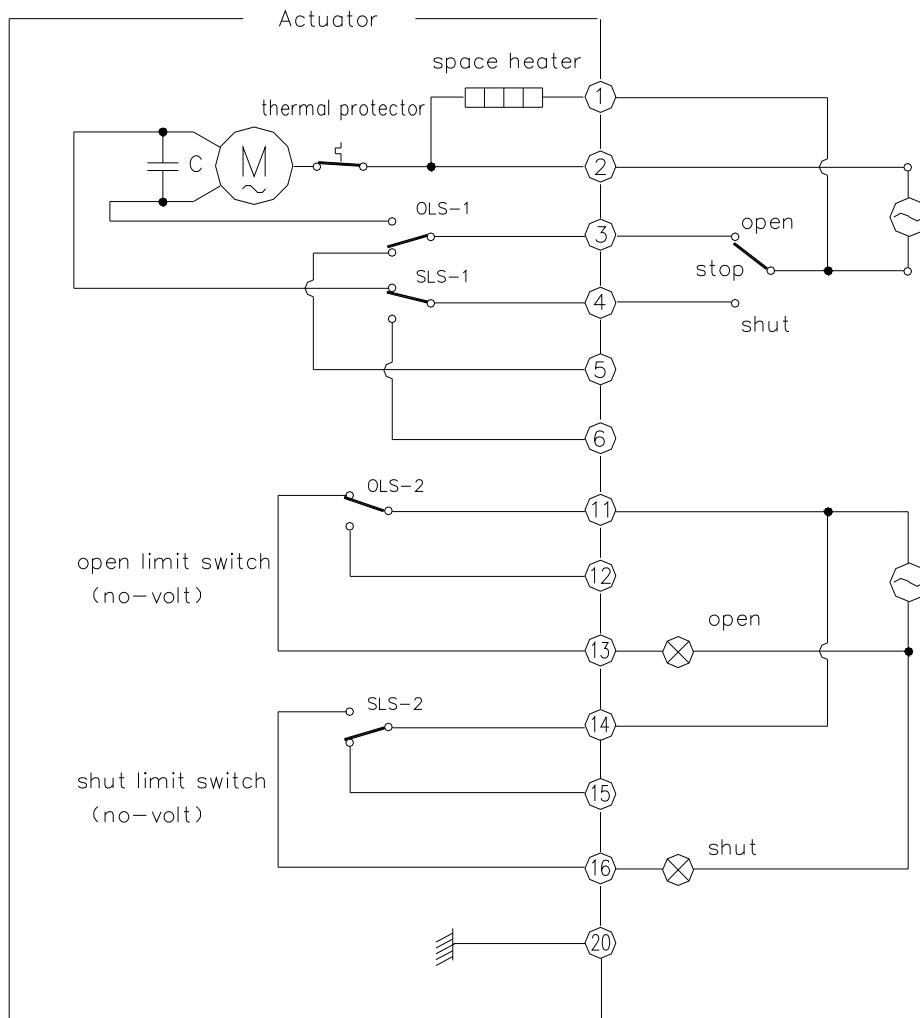 Actuator
space heater
1
thermal protector
C
M
2
OLS-1
3
open
stop
SLS-1
4
shut
5
6
OLS-2
11
open limit switch
(no-volt)
12
open
13
SLS-2
14
shut limit switch
(no-volt)
15
shut
16
20